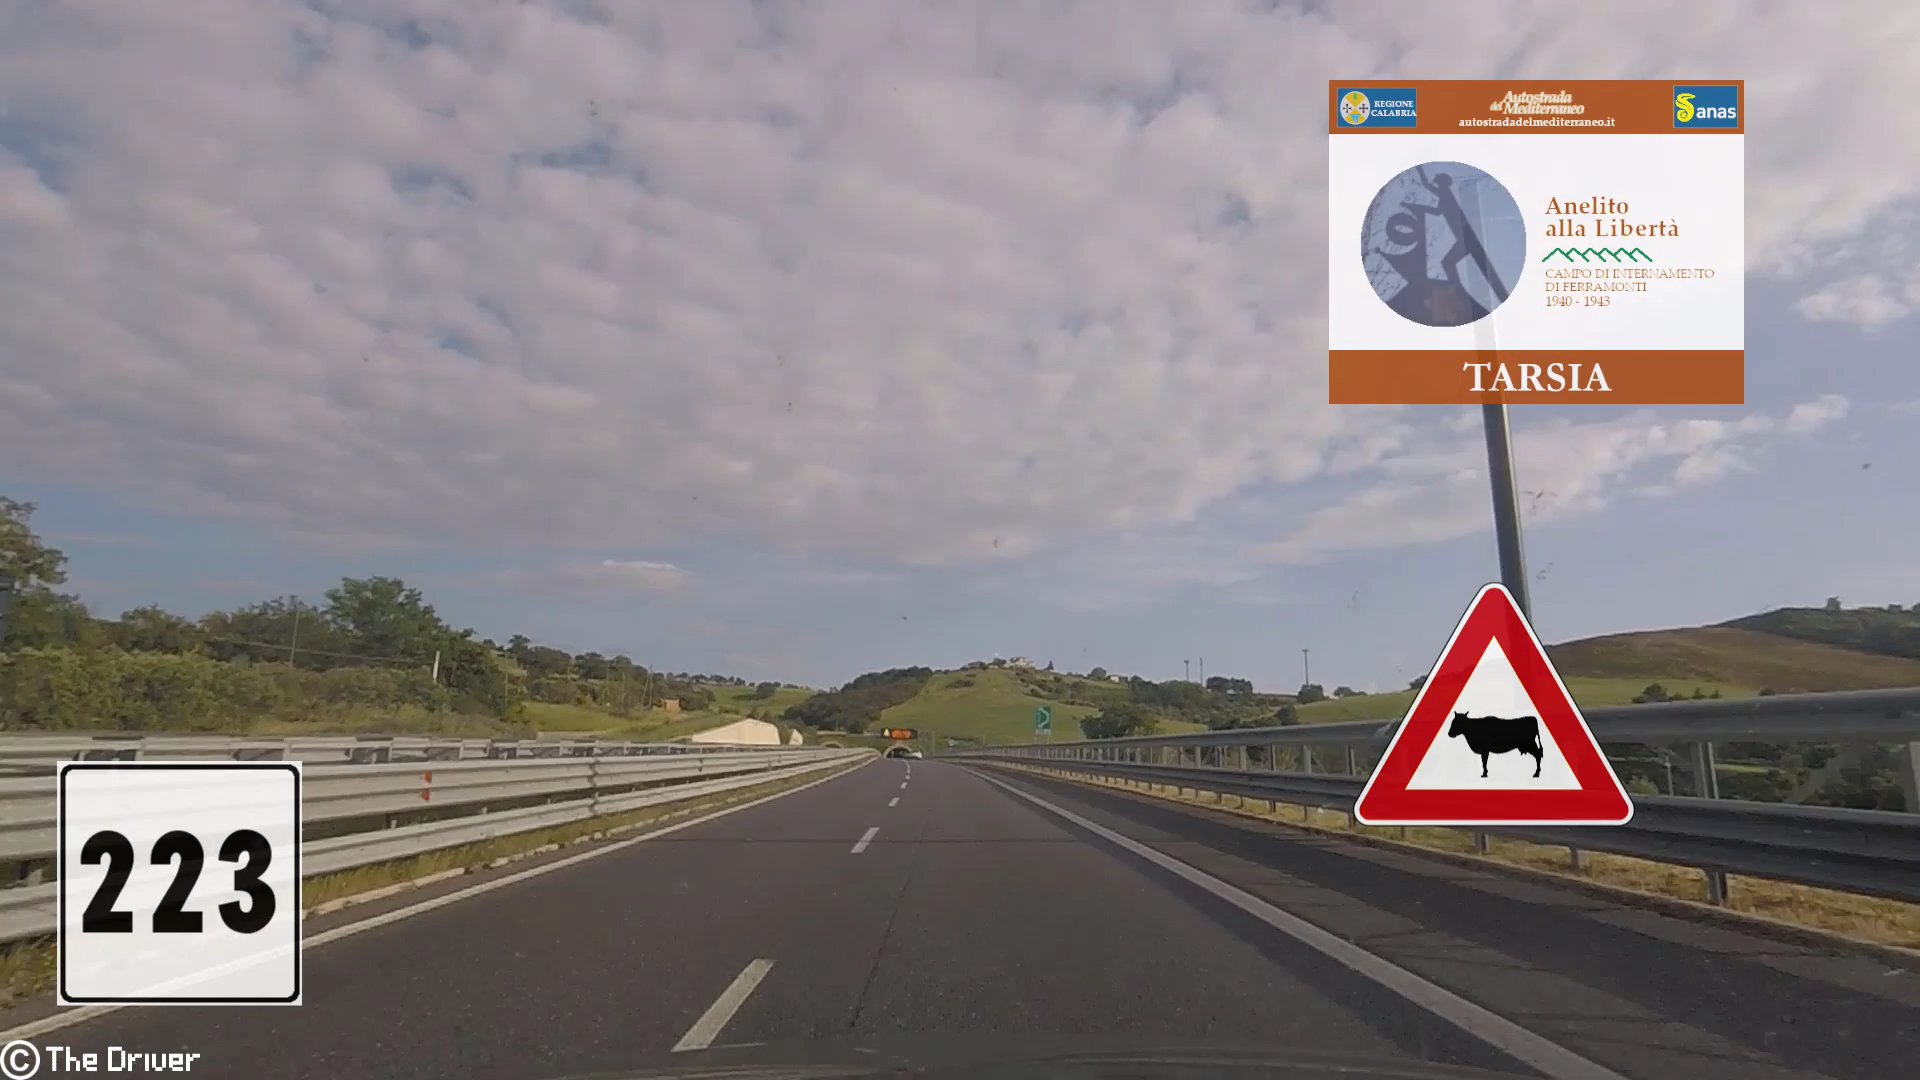 REGIONE
CALABRIA
Autostrada
del Mediterraneo
autostradadelmediterraneo.it
anas
Anelito
alla Libertà
CAMPO DI INTERNAMENTO
DI FERRAMONTI
1940 - 1943
TARSIA
223
© The Driver